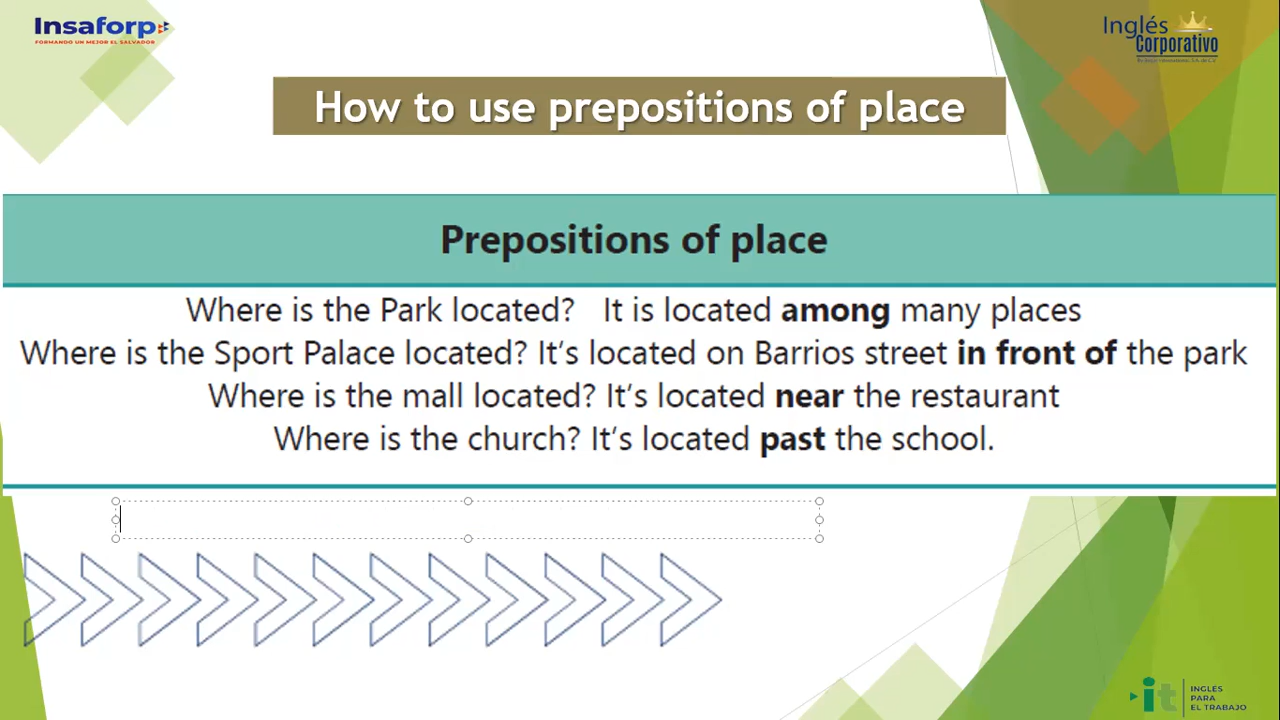 Insaforp
FORMANDO UN MEJOR EL SALVADOR
Inglés
Corporativo
How to use prepositions of place
Prepositions of place
Where is the Park located? It is located among many places
Where is the Sport Palace located? It's located on Barrios street in front of the park
Where is the mall located? It's located near the restaurant
Where is the church? It's located past the school.
it
INGLÉS
PARA
EL TRABAJO